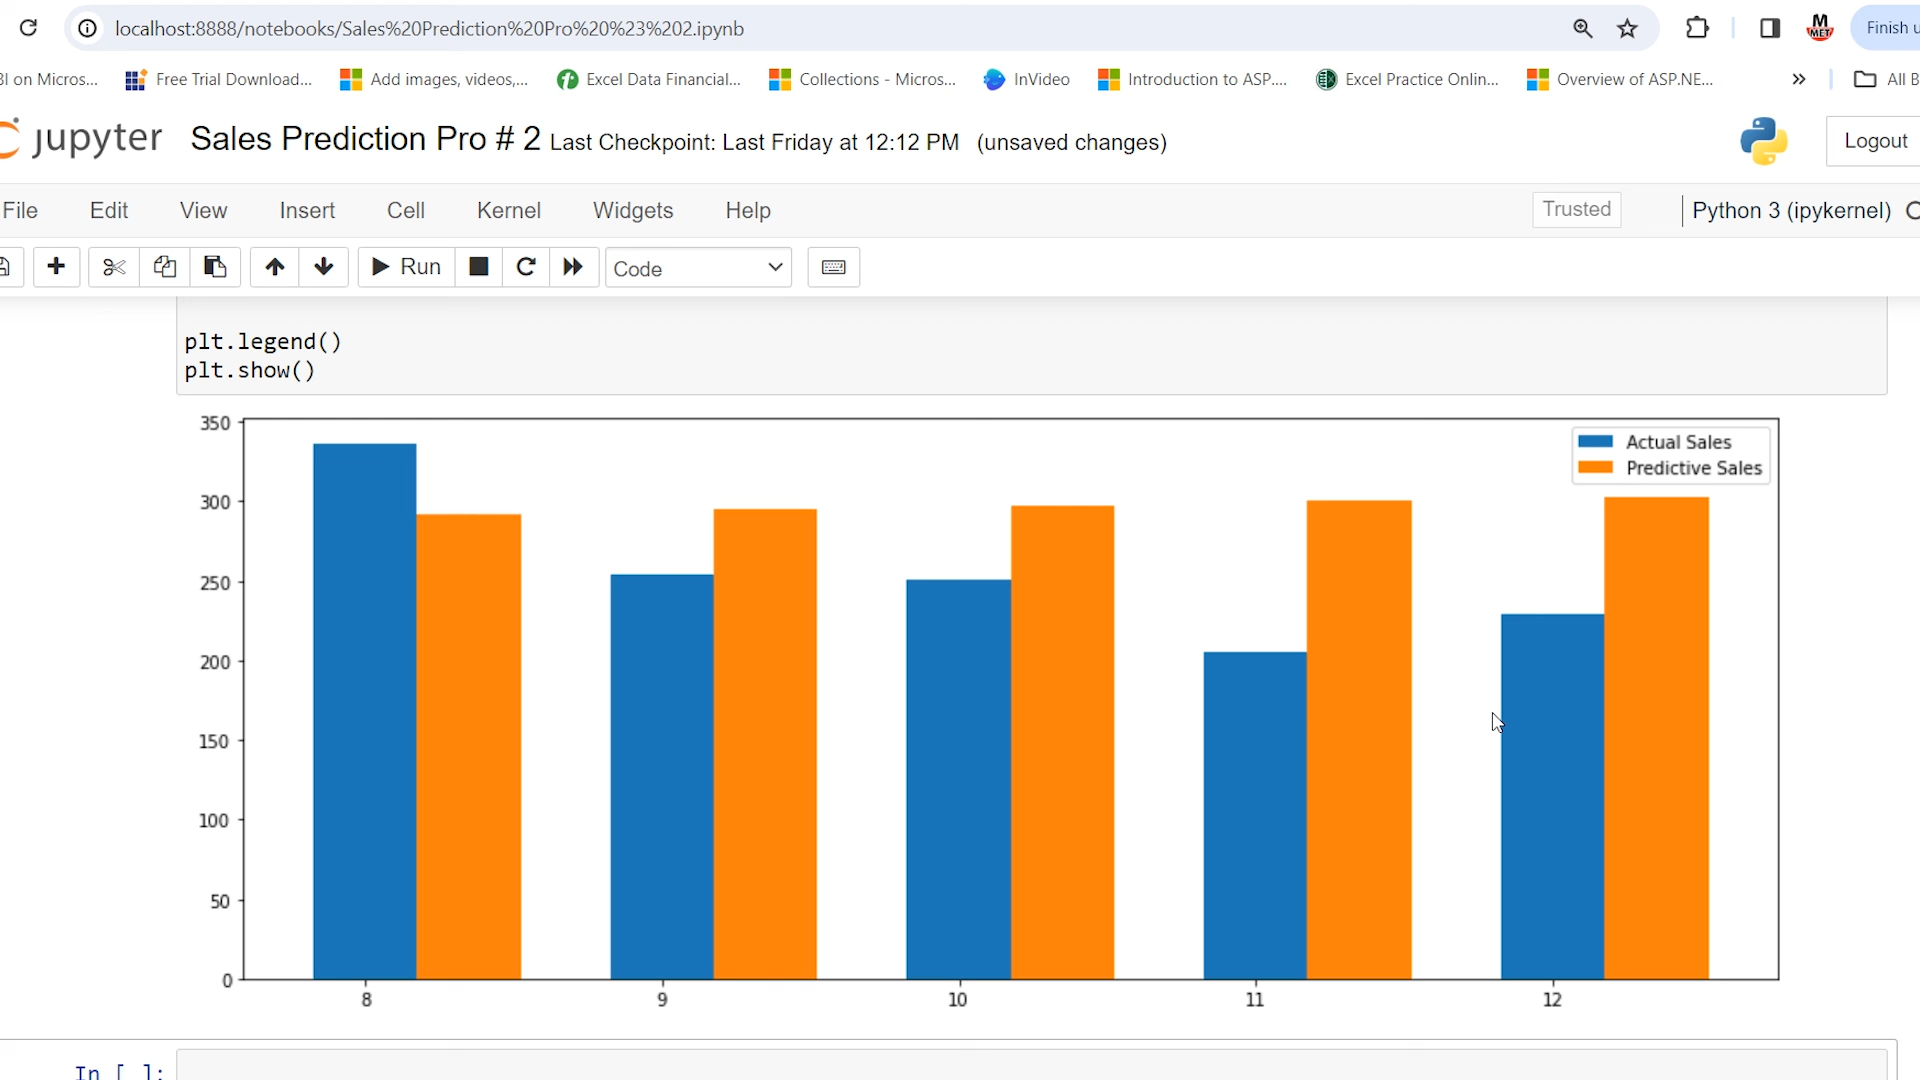 localhost:8888/notebooks/Sales%20Prediction%20Pro%20%23%202.ipynb
MET
Finish u
BI on Micros...
Free Trial Download...
Add images, videos,...
Excel Data Financial...
Collections - Micros...
InVideo
Introduction to ASP....
Excel Practice Onlin...
Overview of ASP.NE...
»
All B
jupyter
Sales Prediction Pro # 2 Last Checkpoint: Last Friday at 12:12 PM (unsaved changes)
Logout
File
Edit
View
Insert
Cell
Kernel
Widgets
Help
Trusted
Python 3 (ipykernel)
Run
Code
plt.legend()
plt.show()
350
300
250
200
150
100
50
0
Actual Sales
Predictive Sales
8
9
10
11
12
In [ ]: